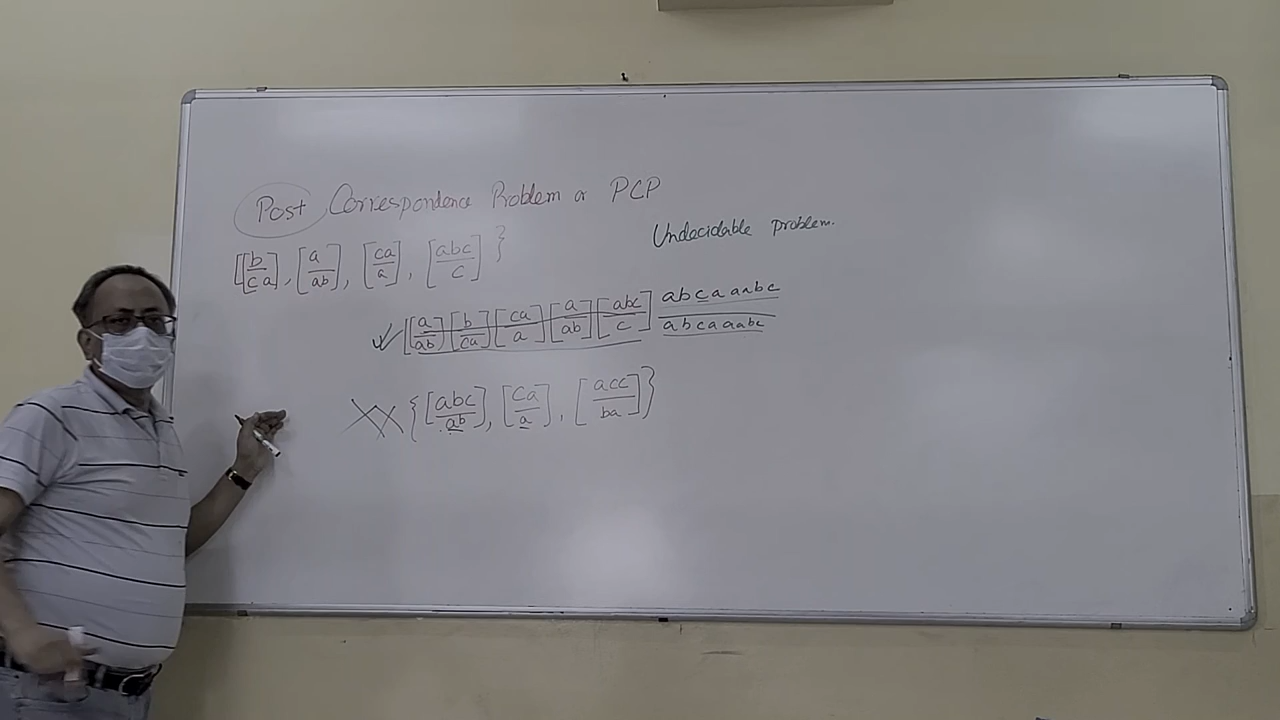 Post Correspondence Problem or PCP
Undecidable problem.
{[b/ca], [a/ab], [ca/a], [abc/c]}
[a/ab] [b/ca] [ca/a] [a/ab] [abc/c] abcaaabc/abcaaabc
{[abc/ab], [ca/a], [acc/ba]}